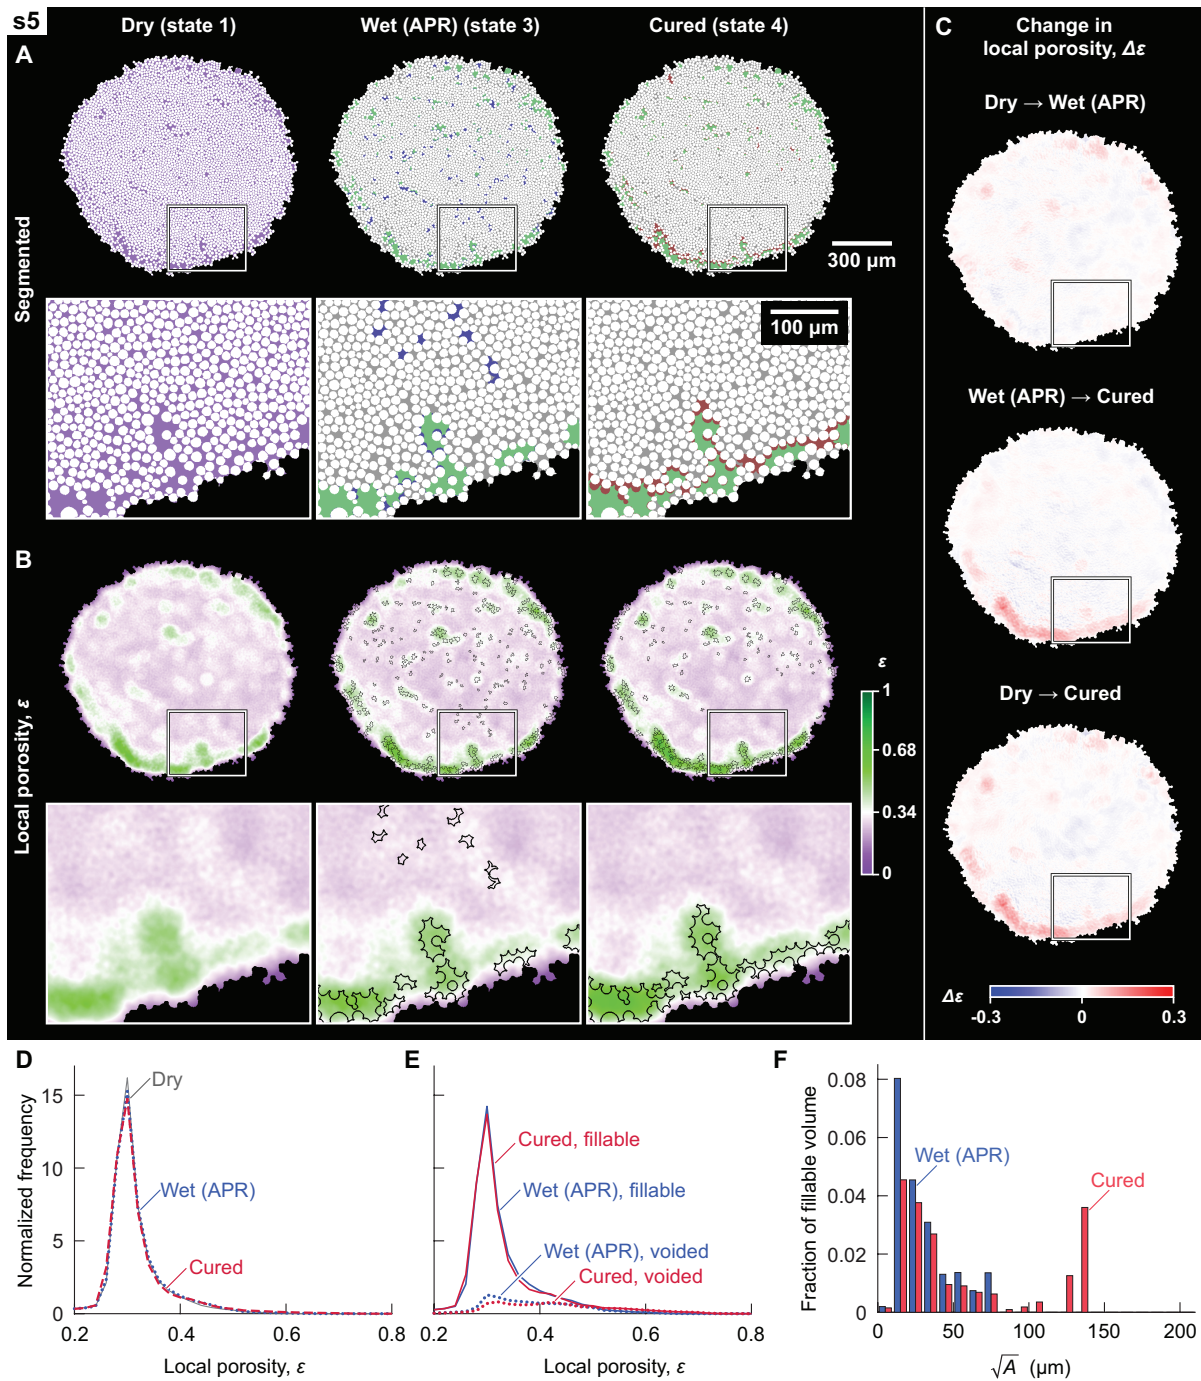 s5
Dry (state 1)
Wet (APR) (state 3)
Cured (state 4)
A
Segmented
300 µm
100 µm
B
Local porosity, ε
ε
1
0.68
0.34
0
C
Change in
local porosity, Δε
Dry → Wet (APR)
Wet (APR) → Cured
Dry → Cured
Δε
-0.3
0
0.3
D
Normalized frequency
15
10
5
0
Dry
Wet (APR)
Cured
0.2
0.4
0.6
0.8
Local porosity, ε
E
Cured, fillable
Wet (APR), fillable
Wet (APR), voided
Cured, voided
0.2
0.4
0.6
0.8
Local porosity, ε
F
Fraction of fillable volume
0.08
0.06
0.04
0.02
0
Wet (APR)
Cured
0
50
100
150
200
√A (µm)